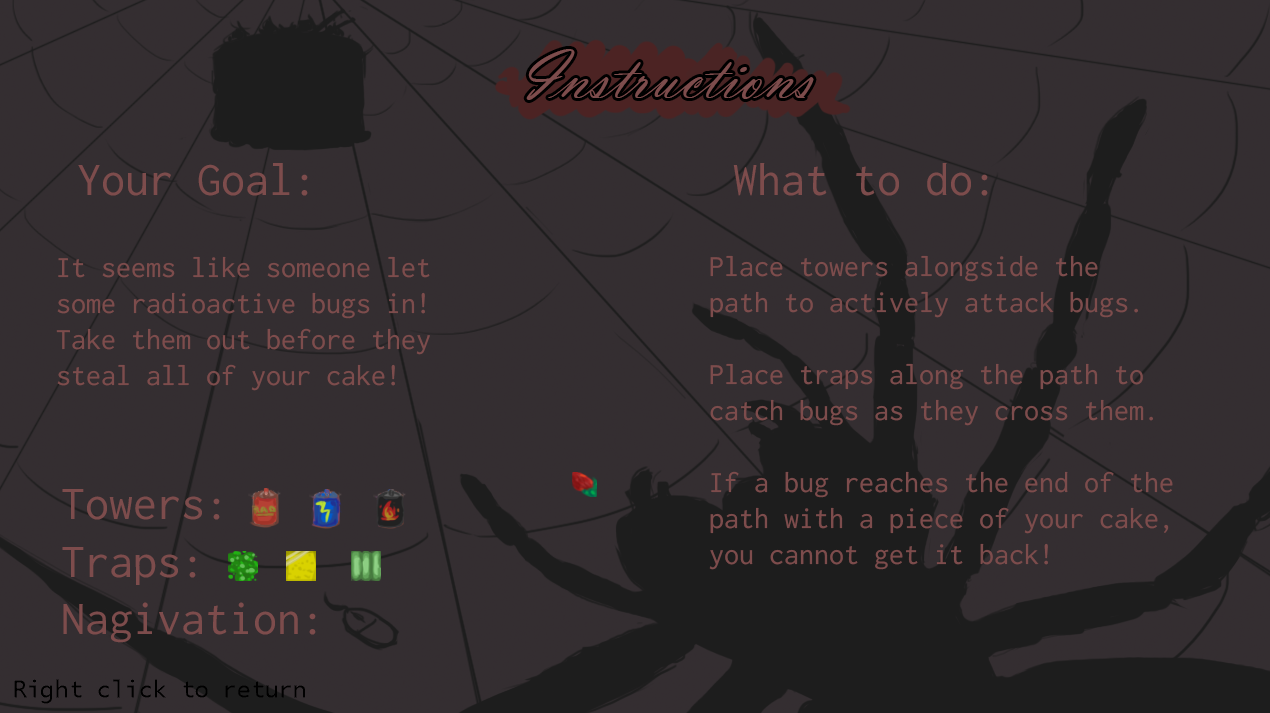 Instructions
Your Goal:
It seems like someone let
some radioactive bugs in!
Take them out before they
steal all of your cake!
Towers:
Traps:
Nagivation:
What to do:
Place towers alongside the
path to actively attack bugs.
Place traps along the path to
catch bugs as they cross them.
If a bug reaches the end of the
path with a piece of your cake,
you cannot get it back!
Right click to return